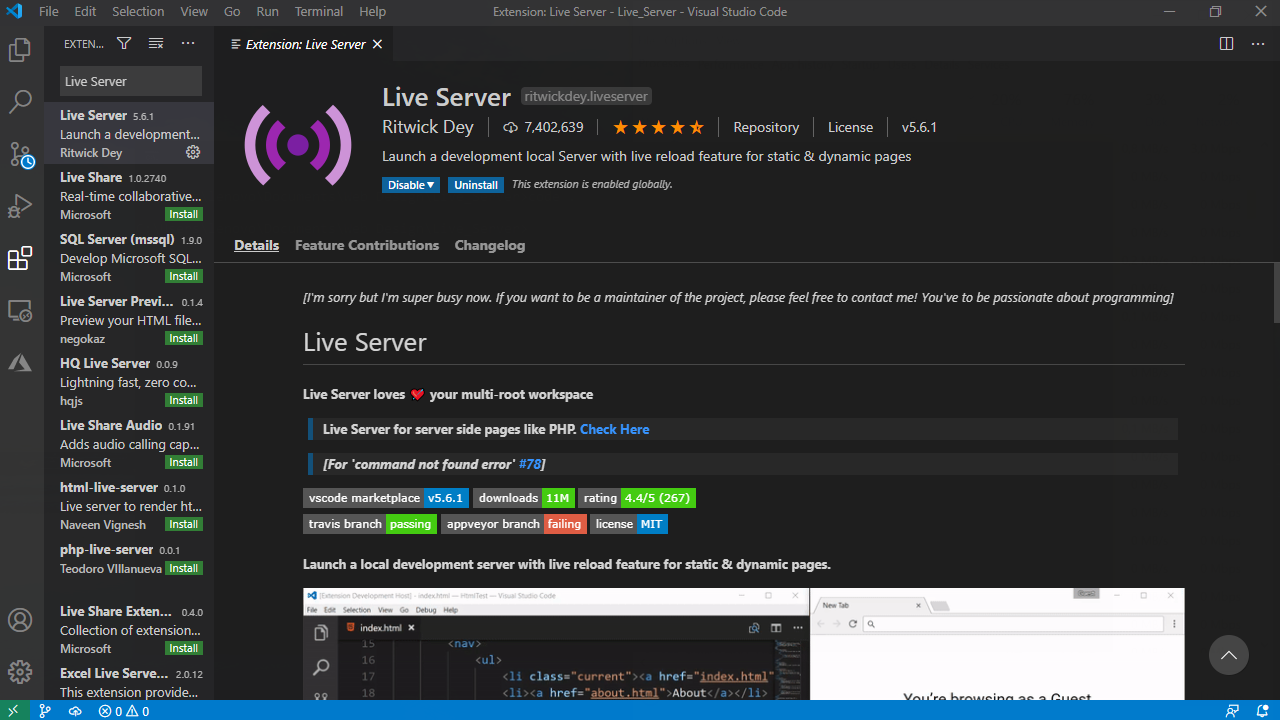 File Edit Selection View Go Run Terminal Help Extension: Live Server - Live_Server - Visual Studio Code
EXTEN...
Live Server
Live Server 5.6.1
Launch a development...
Ritwick Dey
Live Share 1.0.2740
Real-time collaborative...
Microsoft Install
SQL Server (mssql) 1.9.0
Develop Microsoft SQL...
Microsoft Install
Live Server Previ... 0.1.4
Preview your HTML file...
negokaz Install
HQ Live Server 0.0.9
Lightning fast, zero co...
hqjs Install
Live Share Audio 0.1.91
Adds audio calling cap...
Microsoft Install
html-live-server 0.1.0
Live server to render ht...
Naveen Vignesh Install
php-live-server 0.0.1
Teodoro VIllanueva Install
Live Share Exten... 0.4.0
Collection of extension...
Microsoft Install
Excel Live Serve... 2.0.12
This extension provide...
Extension: Live Server
Live Server ritwickdey.liveserver
Ritwick Dey 7,402,639 Repository License v5.6.1
Launch a development local Server with live reload feature for static & dynamic pages
Disable Uninstall This extension is enabled globally.
Details Feature Contributions Changelog
[I'm sorry but I'm super busy now. If you want to be a maintainer of the project, please feel free to contact me! You've to be passionate about programming]
Live Server
Live Server loves ❤️ your multi-root workspace
Live Server for server side pages like PHP. Check Here
[For 'command not found error' #78]
vscode marketplace v5.6.1 downloads 11M rating 4.4/5 (267)
travis branch passing appveyor branch failing license MIT
Launch a local development server with live reload feature for static & dynamic pages.
[Extension Development Host] - index.html — HtmlTest — Visual Studio Code
File Edit Selection View Go Debug Help
index.html
15 <nav>
16 <ul>
17 <li class="current"><a href="index.html"
18 <li><a href="about.html">About</a></li>
Guest
New Tab
You're browsing as a Guest
0 0